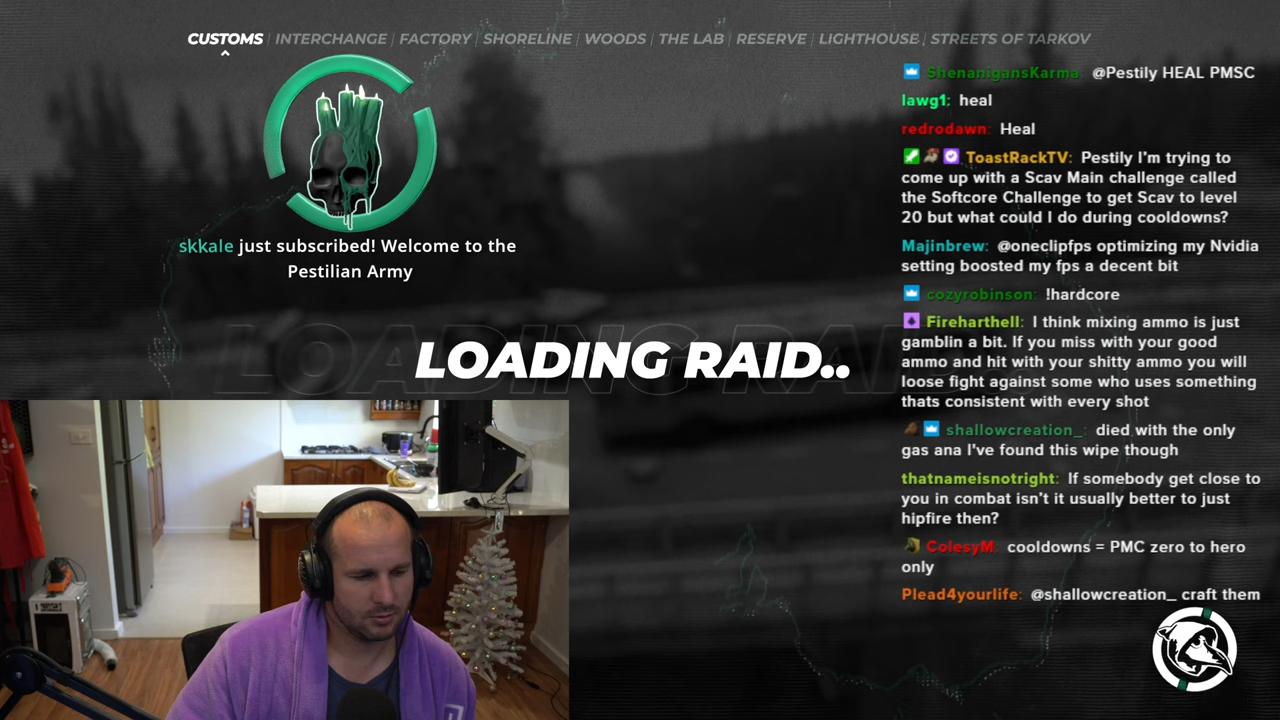 CUSTOMS INTERCHANGE FACTORY SHORELINE WOODS THE LAB RESERVE LIGHTHOUSE STREETS OF TARKOV
skkale just subscribed! Welcome to the
Pestilian Army
LOADING RAID..
ShenanigansKarma: @Pestily HEAL PMSC
lawg1: heal
redrodawn: Heal
ToastRackTV: Pestily I'm trying to
come up with a Scav Main challenge called
the Softcore Challenge to get Scav to level
20 but what could I do during cooldowns?
Majinbrew: @oneclipfps optimizing my Nvidia
setting boosted my fps a decent bit
cozyrobinson: !hardcore
Fireharthell: I think mixing ammo is just
gamblin a bit. If you miss with your good
ammo and hit with your shitty ammo you will
loose fight against some who uses something
thats consistent with every shot
shallowcreation_: died with the only
gas ana I've found this wipe though
thatnameisnotright: If somebody get close to
you in combat isn't it usually better to just
hipfire then?
ColesyM: cooldowns = PMC zero to hero
only
Plead4yourlife: @shallowcreation_ craft them